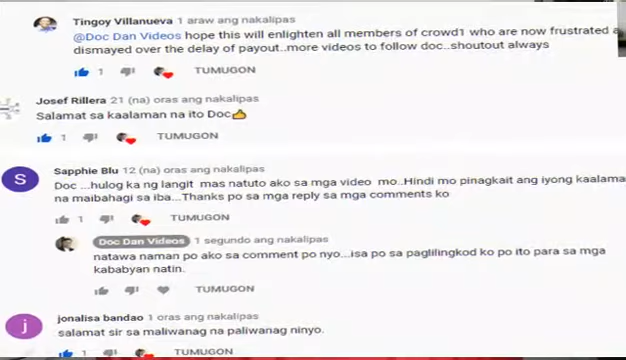 Tingoy Villanueva 1 araw ang nakalipas
@Doc Dan Videos hope this will enlighten all members of crowd1 who are now frustrated
dismayed over the delay of payout..more videos to follow doc..shoutout always
1 TUMUGON
Josef Rillera 21 (na) oras ang nakalipas
Salamat sa kaalaman na ito Doc👍
1 TUMUGON
S
Sapphie Blu 12 (na) oras ang nakalipas
Doc ...hulog ka ng langit mas natuto ako sa mga video mo..Hindi mo pinagkait ang iyong kaalama
na maibahagi sa iba...Thanks po sa mga reply sa mga comments ko
1 TUMUGON
Doc Dan Videos 1 segundo ang nakalipas
natawa naman po ako sa comment po nyo...isa po sa paglilingkod ko po ito para sa mga
kababyan natin.
TUMUGON
j
jonalisa bandao 1 oras ang nakalipas
salamat sir sa maliwanag na paliwanag ninyo.
1 TUMUGON